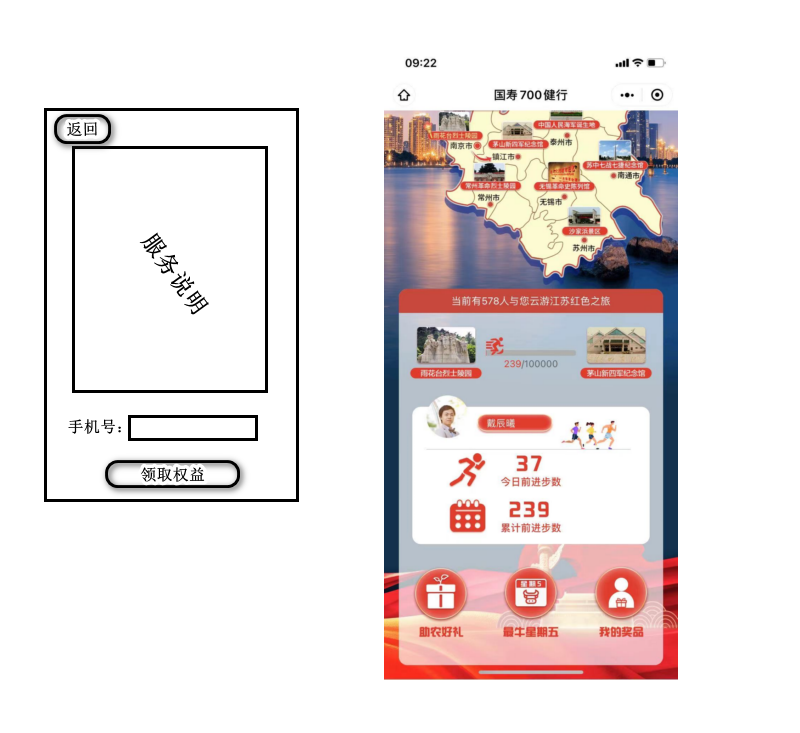 返回
服务说明
手机号：
领取权益
09:22
国寿700健行
中国人民海军诞生地
雨花台烈士陵园
南京市
茅山新四军纪念馆
泰州市
镇江市
苏中七战七捷纪念馆
南通市
常州革命烈士陵园
无锡革命史陈列馆
常州市
无锡市
沙家浜景区
苏州市
当前有578人与您云游江苏红色之旅
239/100000
雨花台烈士陵园
茅山新四军纪念馆
戴辰曦
37
今日前进步数
239
累计前进步数
星期5
助农好礼
最牛星期五
我的奖品